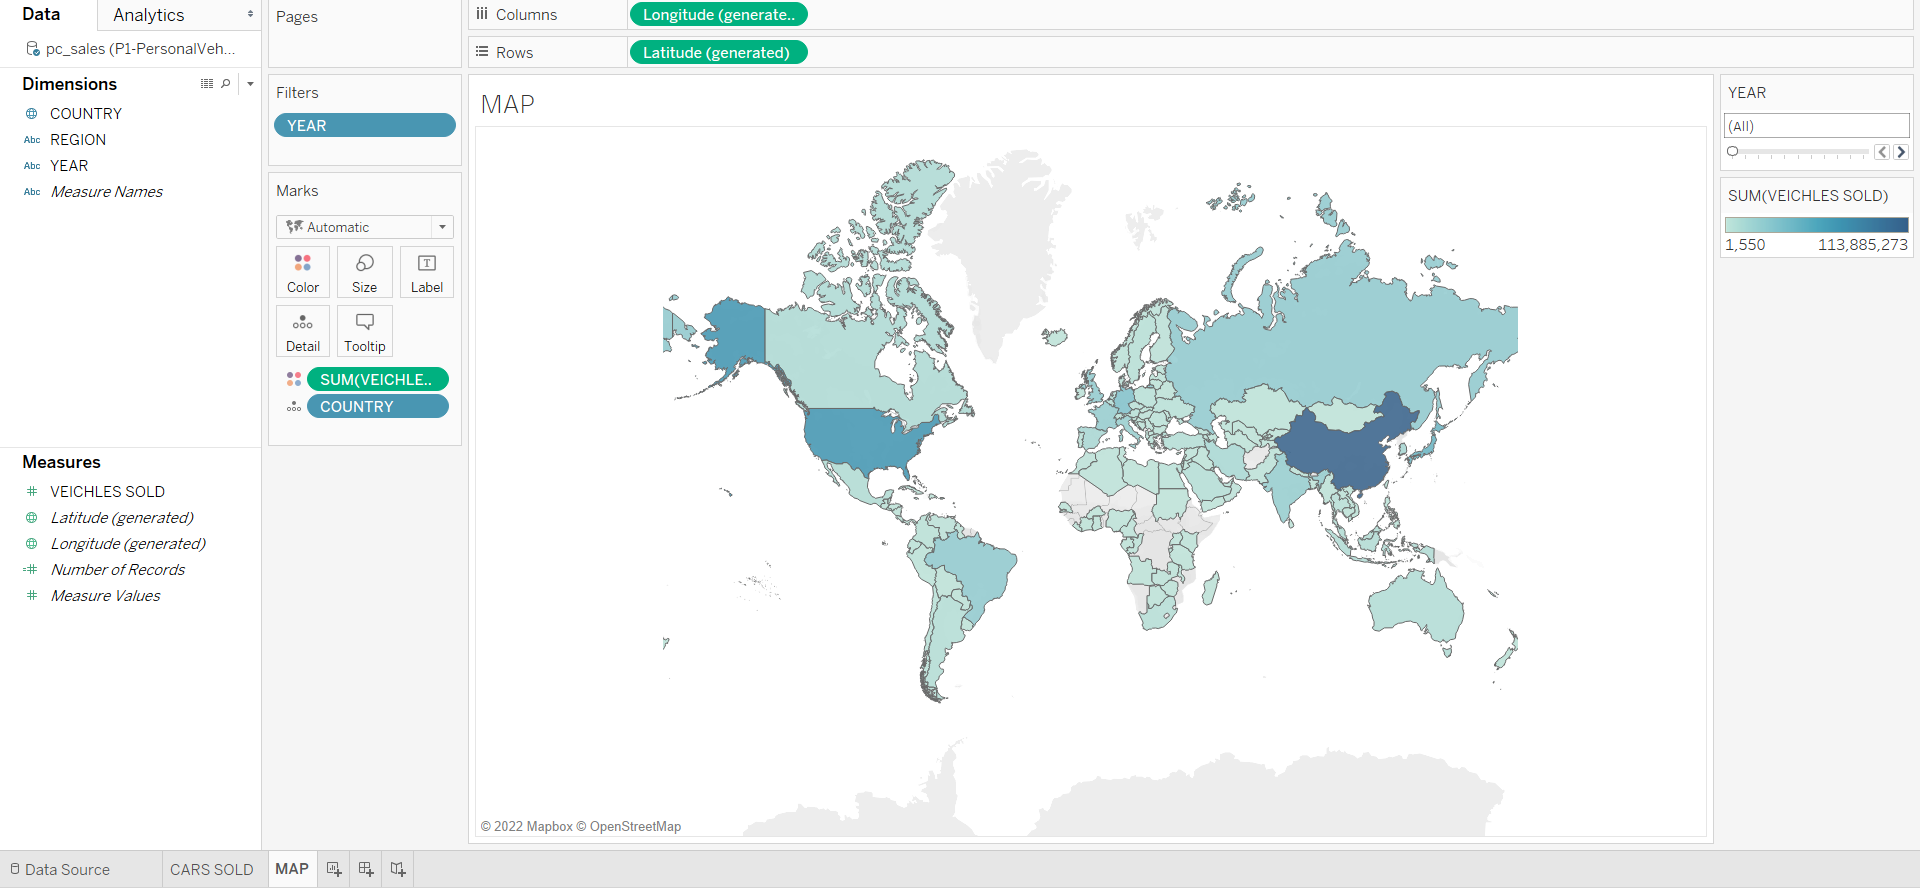 Data
Analytics
pc_sales (P1-PersonalVeh...
Dimensions
COUNTRY
Abc REGION
Abc YEAR
Abc Measure Names
Measures
VEICHLES SOLD
Latitude (generated)
Longitude (generated)
Number of Records
Measure Values
Pages
Filters
YEAR
Marks
Automatic
Color
Size
T
Label
Detail
Tooltip
SUM(VEICHLE..
COUNTRY
Columns
Longitude (generate..
Rows
Latitude (generated)
MAP
© 2022 Mapbox © OpenStreetMap
YEAR
(All)
SUM(VEICHLES SOLD)
1,550 113,885,273
Data Source
CARS SOLD
MAP